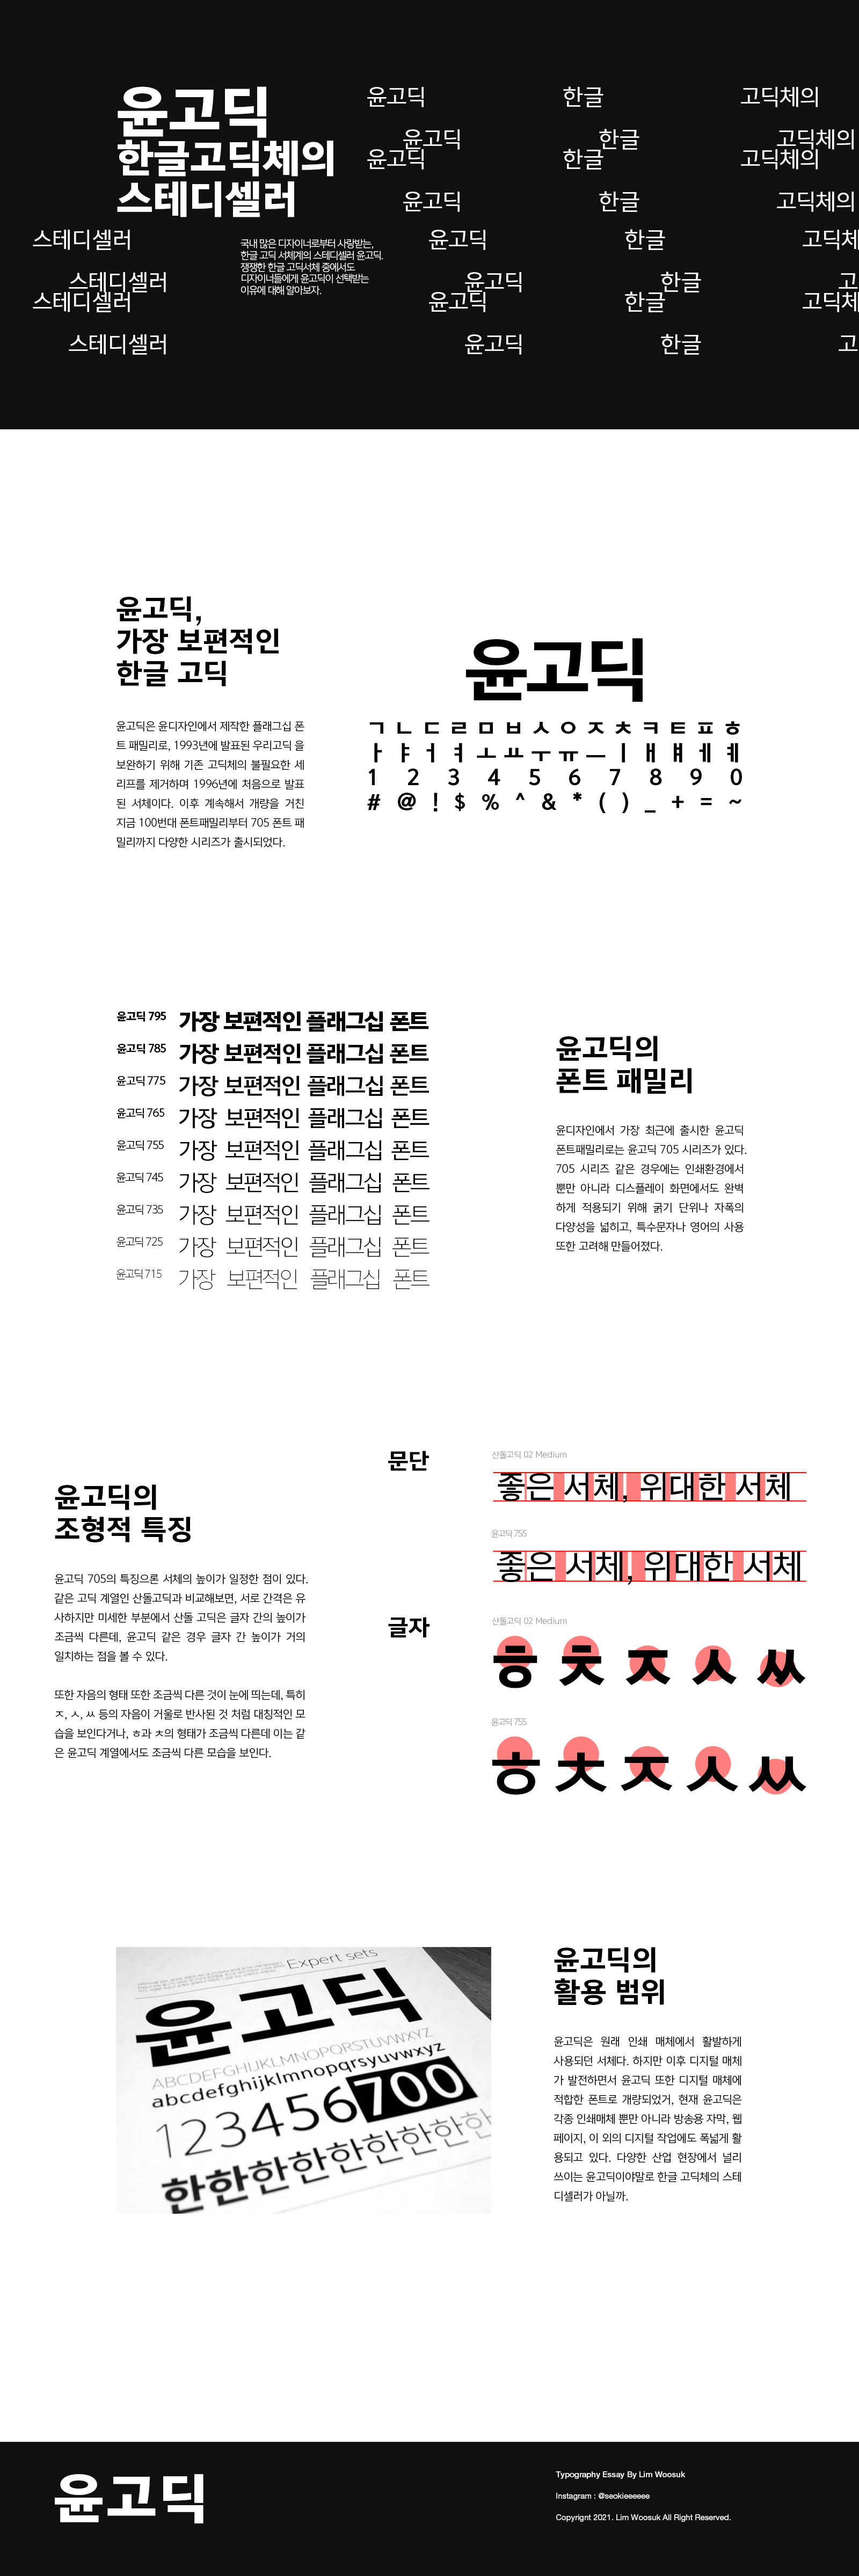 윤고딕
한글고딕체의
스테디셀러
윤고딕 한글 고딕체의
윤고딕 한글 고딕체의
윤고딕 한글 고딕체의
윤고딕 한글 고딕체의
스테디셀러 윤고딕 한글 고딕체
스테디셀러 윤고딕 한글 고
스테디셀러 윤고딕 한글 고딕체
스테디셀러 윤고딕 한글 고
국내 많은 디자이너로부터 사랑받는,
한글 고딕 서체계의 스테디셀러 윤고딕.
쟁쟁한 한글 고딕서체 중에서도
디자이너들에게 윤고딕이 선택받는
이유에 대해 알아보자.
윤고딕,
가장 보편적인
한글 고딕
윤고딕은 윤디자인에서 제작한 플래그십 폰
트 패밀리로, 1993년에 발표된 우리고딕 을
보완하기 위해 기존 고딕체의 불필요한 세
리프를 제거하며 1996년에 처음으로 발표
된 서체이다. 이후 계속해서 개량을 거친
지금 100번대 폰트패밀리부터 705 폰트 패
밀리까지 다양한 시리즈가 출시되었다.
윤고딕
ㄱ ㄴ ㄷ ㄹ ㅁ ㅂ ㅅ ㅇ ㅈ ㅊ ㅋ ㅌ ㅍ ㅎ
ㅏ ㅑ ㅓ ㅕ ㅗ ㅛ ㅜ ㅠ ㅡ ㅣ ㅐ ㅒ ㅔ ㅖ
1 2 3 4 5 6 7 8 9 0
# @ ! $ % ^ & * ( ) _ + = ~
윤고딕 795 가장 보편적인 플래그십 폰트
윤고딕 785 가장 보편적인 플래그십 폰트
윤고딕 775 가장 보편적인 플래그십 폰트
윤고딕 765 가장 보편적인 플래그십 폰트
윤고딕 755 가장 보편적인 플래그십 폰트
윤고딕 745 가장 보편적인 플래그십 폰트
윤고딕 735 가장 보편적인 플래그십 폰트
윤고딕 725 가장 보편적인 플래그십 폰트
윤고딕 715 가장 보편적인 플래그십 폰트
윤고딕의
폰트 패밀리
윤디자인에서 가장 최근에 출시한 윤고딕
폰트패밀리로는 윤고딕 705 시리즈가 있다.
705 시리즈 같은 경우에는 인쇄환경에서
뿐만 아니라 디스플레이 화면에서도 완벽
하게 적용되기 위해 굵기 단위나 자폭의
다양성을 넓히고, 특수문자나 영어의 사용
또한 고려해 만들어졌다.
윤고딕의
조형적 특징
윤고딕 705의 특징으론 서체의 높이가 일정한 점이 있다.
같은 고딕 계열인 산돌고딕과 비교해보면, 서로 간격은 유
사하지만 미세한 부분에서 산돌 고딕은 글자 간의 높이가
조금씩 다른데, 윤고딕 같은 경우 글자 간 높이가 거의
일치하는 점을 볼 수 있다.
또한 자음의 형태 또한 조금씩 다른 것이 눈에 띄는데, 특히
ㅈ, ㅅ, ㅆ 등의 자음이 거울로 반사된 것 처럼 대칭적인 모
습을 보인다거나, ㅎ과 ㅊ의 형태가 조금씩 다른데 이는 같
은 윤고딕 계열에서도 조금씩 다른 모습을 보인다.
문단
산돌고딕 02 Medium
좋은 서체, 위대한 서체
윤고딕 755
좋은 서체, 위대한 서체
글자
산돌고딕 02 Medium
ㅎ ㅊ ㅈ ㅅ ㅆ
윤고딕 755
ㅎ ㅊ ㅈ ㅅ ㅆ
Expert sets
윤고딕
ABCDEFGHIJKLMNOPQRSTUVWXYZ
abcdefghijklmnopqrsyuvwxyz
123456700
한한한한한한한한한
윤고딕의
활용 범위
윤고딕은 원래 인쇄 매체에서 활발하게
사용되던 서체다. 하지만 이후 디지털 매체
가 발전하면서 윤고딕 또한 디지털 매체에
적합한 폰트로 개량되었거, 현재 윤고딕은
각종 인쇄매체 뿐만 아니라 방송용 자막, 웹
페이지, 이 외의 디지털 작업에도 폭넓게 활
용되고 있다. 다양한 산업 현장에서 널리
쓰이는 윤고딕이야말로 한글 고딕체의 스테
디셀러가 아닐까.
윤고딕
Typography Essay By Lim Woosuk
Instagram : @seokieeeeee
Copyrignt 2021. Lim Woosuk All Right Reserved.